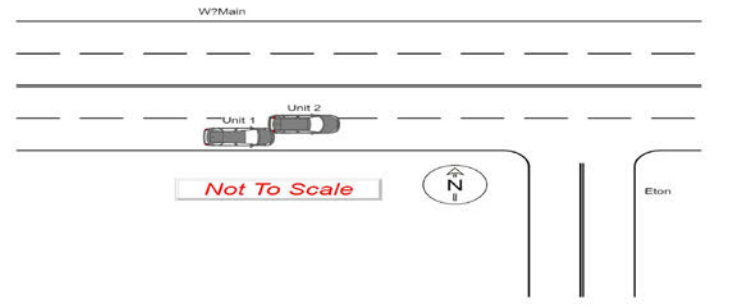 W?Main
Unit 2
Unit 1
Not To Scale
N
Eton